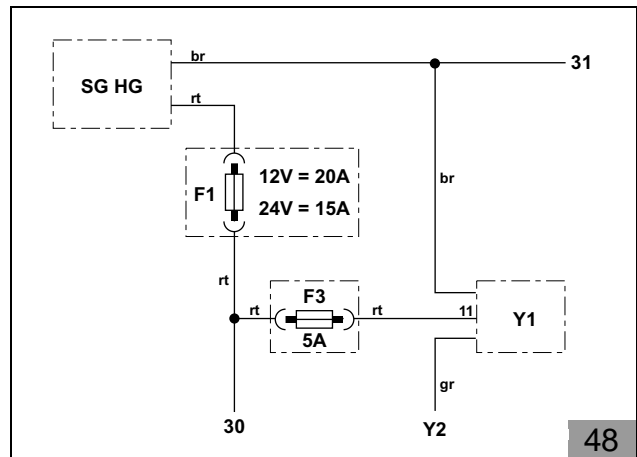 br
31
SG HG
rt
12V = 20A
F1
24V = 15A
br
rt
F3
rt
rt
11
Y1
5A
gr
30
Y2
48